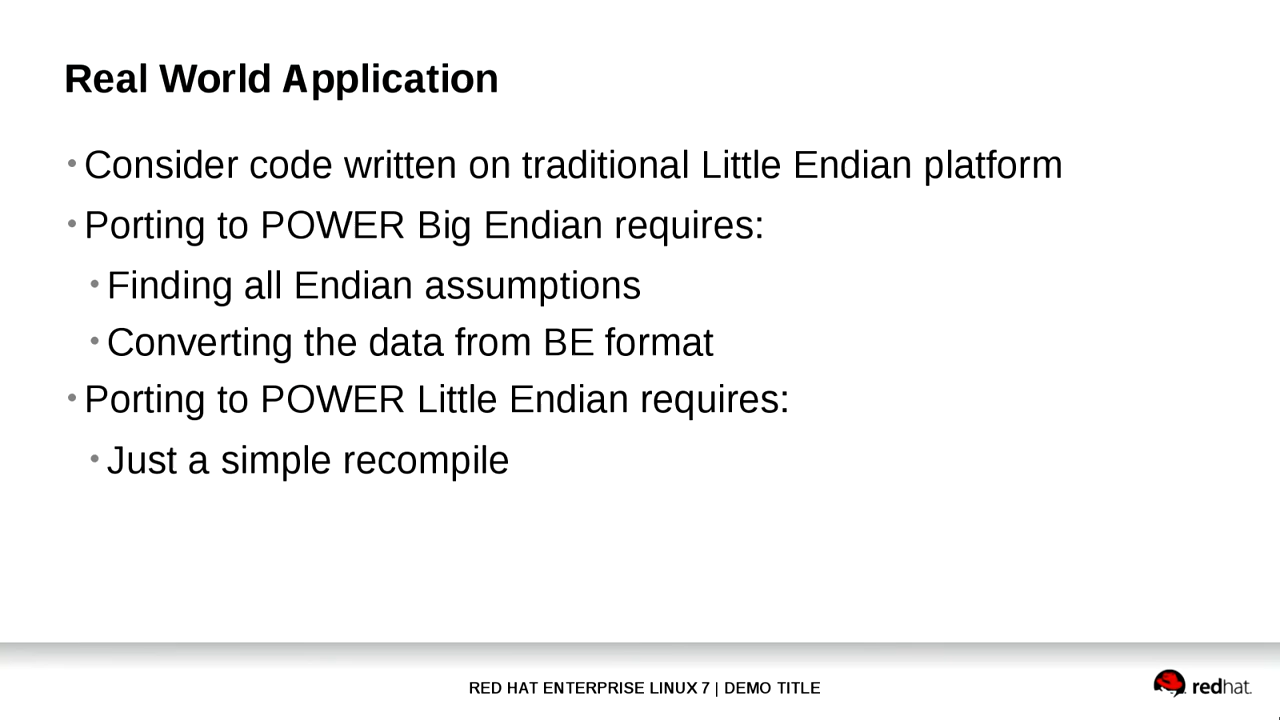 Real World Application
• Consider code written on traditional Little Endian platform
• Porting to POWER Big Endian requires:
• Finding all Endian assumptions
• Converting the data from BE format
• Porting to POWER Little Endian requires:
• Just a simple recompile
RED HAT ENTERPRISE LINUX 7 | DEMO TITLE
redhat.